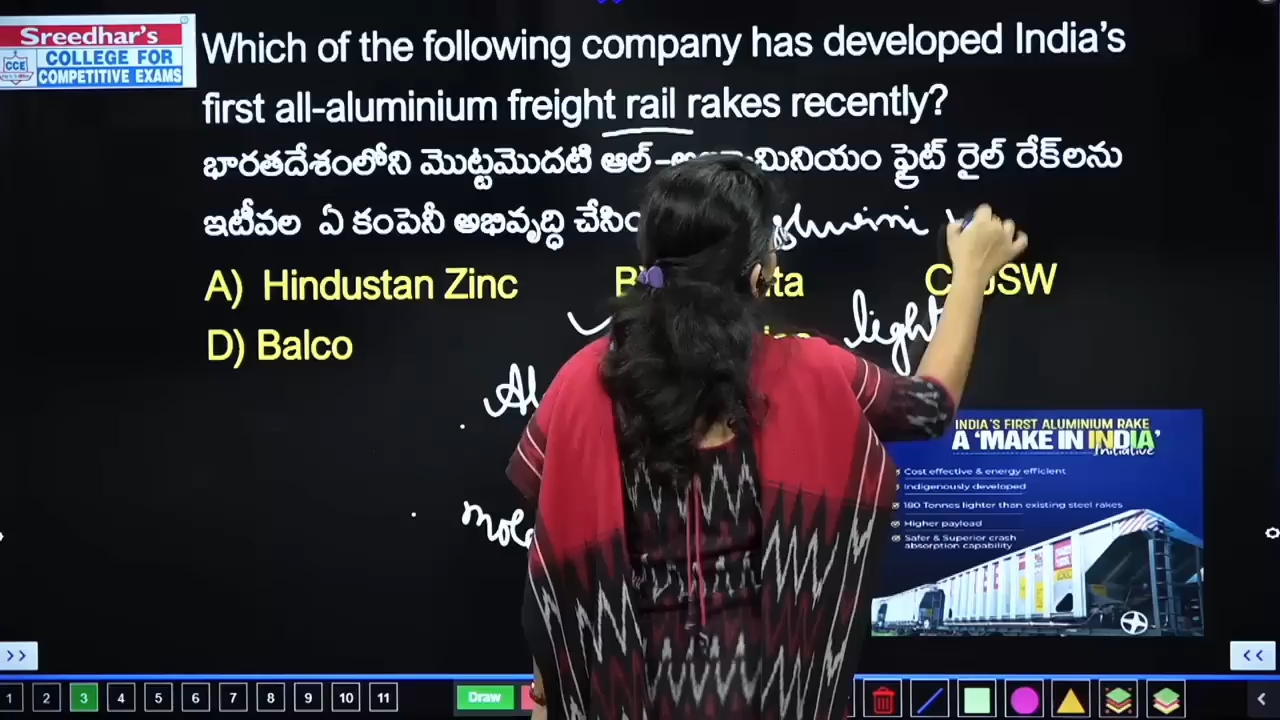 Sreedhar's
CCE
COLLEGE FOR
COMPETITIVE EXAMS
Which of the following company has developed India's
first all-aluminium freight rail rakes recently?
భారతదేశంలోని మొట్టమొదటి ఆల్ ఫ్రైట్ రైల్ రేక్‌లను
ఇటీవల ఏ కంపెనీ అభివృద్ధి
A) Hindustan Zinc
D) Balco
light
INDIA'S FIRST ALUMINIUM RAKE
A 'MAKE IN INDIA'
Initiative
Cost effective & energy efficient
Indigenously developed
180 Tonnes lighter than existing steel rakes
Higher payload
Safer & Superior crash
absorption capability
>> <<
1 2 3 4 5 6 7 8 9 10 11 Draw